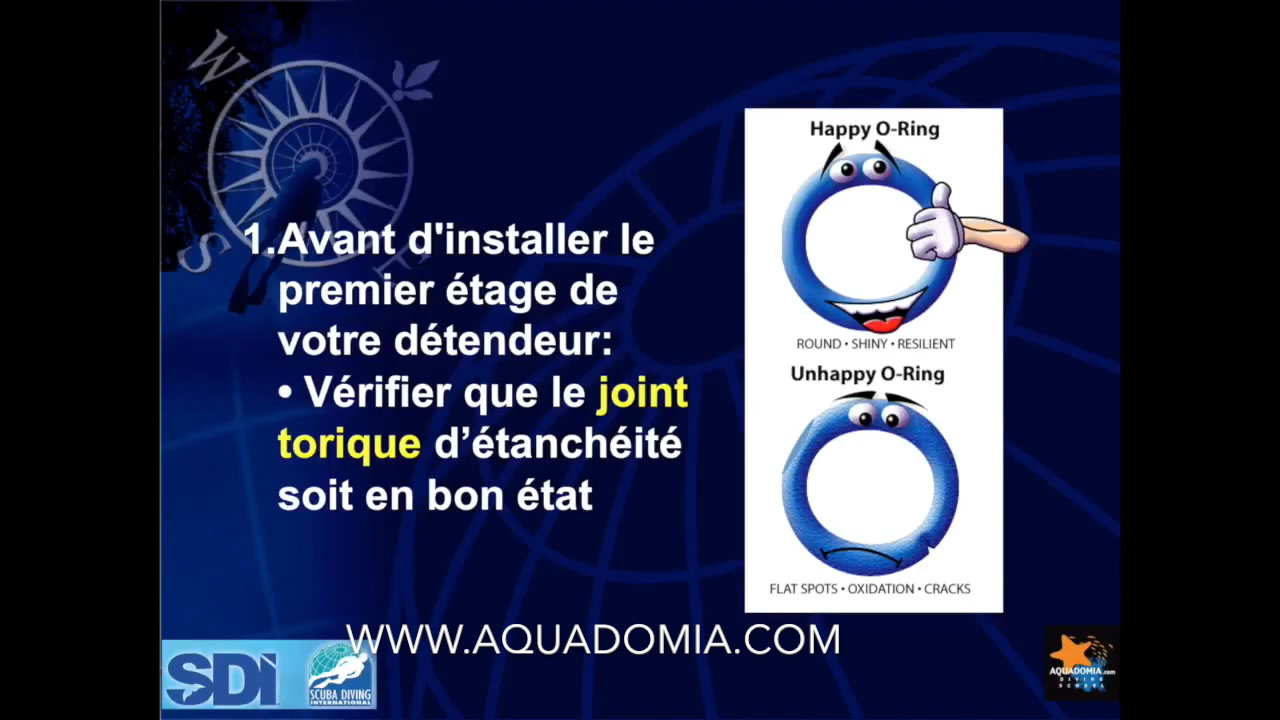 W
S
E
1.Avant d'installer le
premier étage de
votre détendeur:
• Vérifier que le joint
torique d’étanchéité
soit en bon état
Happy O-Ring
ROUND • SHINY • RESILIENT
Unhappy O-Ring
FLAT SPOTS • OXIDATION • CRACKS
WWW.AQUADOMIA.COM
SDI
SCUBA DIVING
INTERNATIONAL
AQUADOMIA.com
DIVING
SCHOOL